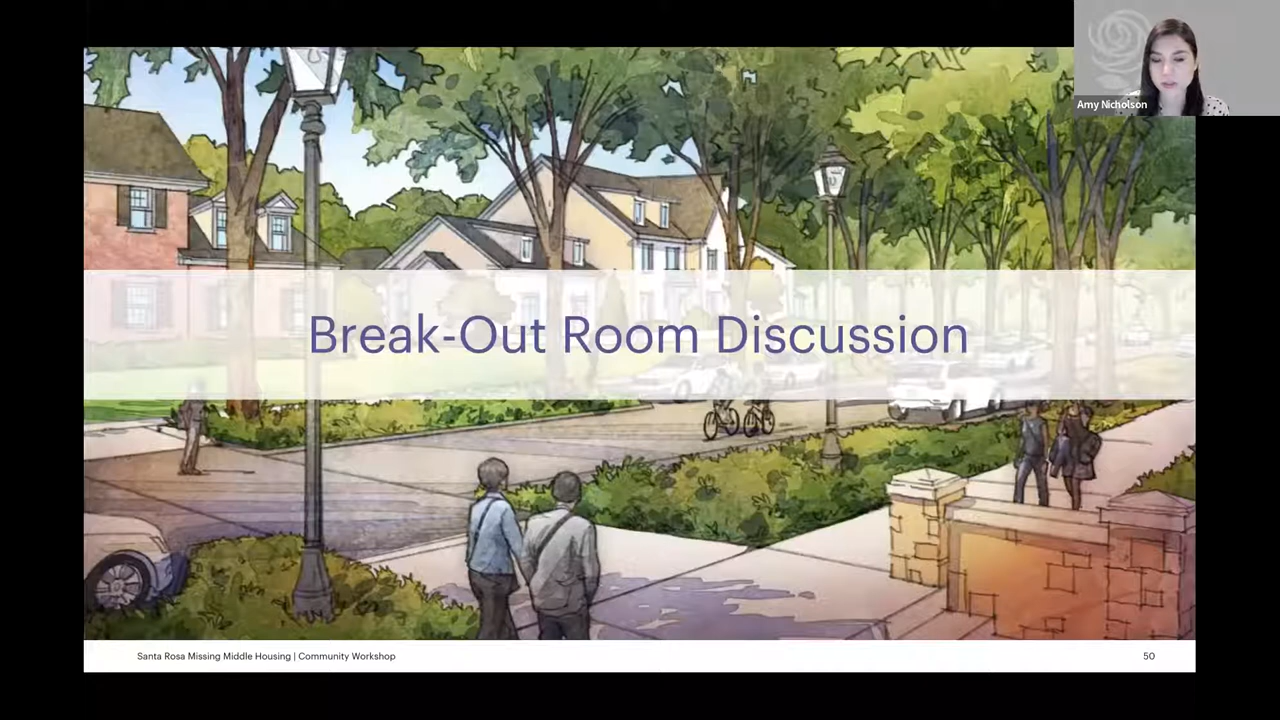 Amy Nicholson
Break-Out Room Discussion
Santa Rosa Missing Middle Housing | Community Workshop
50